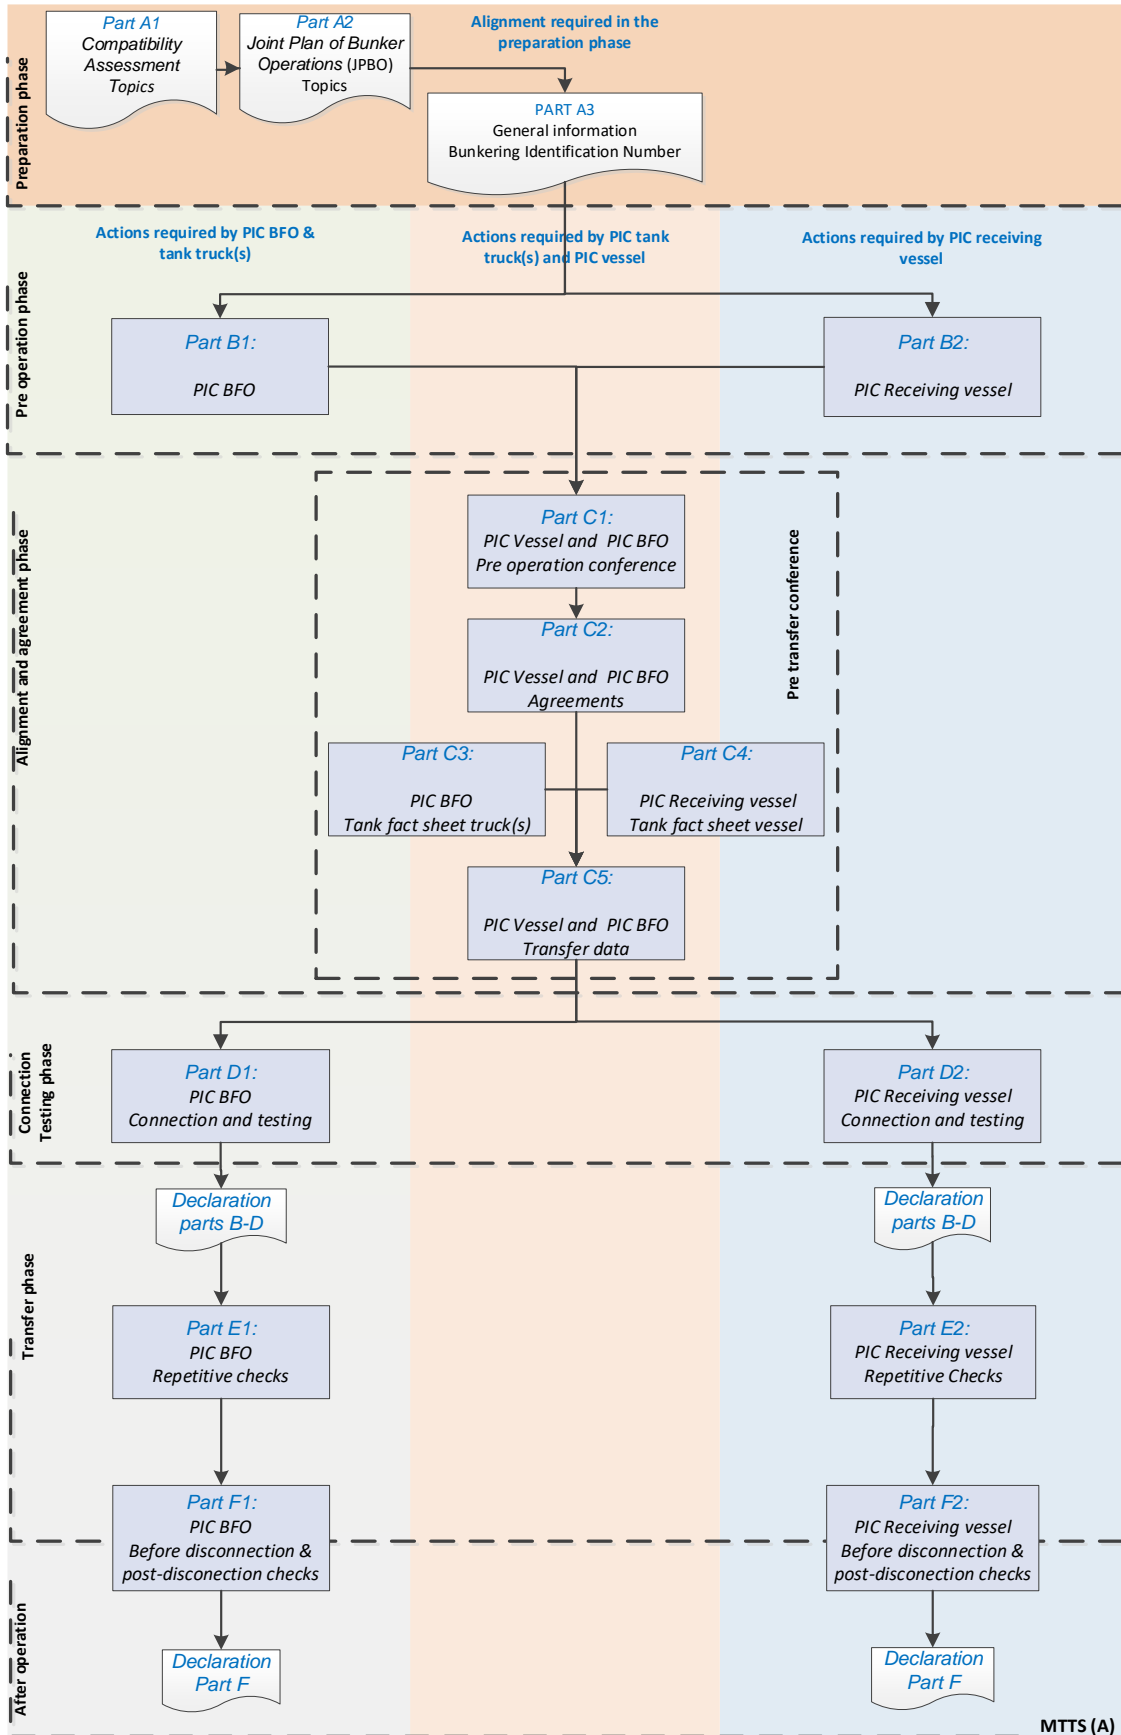 Part A1
Compatibility
Assessment
Topics
Part A2
Joint Plan of Bunker
Operations (JPBO)
Topics
Alignment required in the
preparation phase
PART A3
General information
Bunkering Identification Number
Preparation phase
Actions required by PIC BFO &
tank truck(s)
Actions required by PIC tank
truck(s) and PIC vessel
Actions required by PIC receiving
vessel
Pre operation phase
Part B1:
PIC BFO
Part B2:
PIC Receiving vessel
Alignment and agreement phase
Pre transfer conference
Part C1:
PIC Vessel and PIC BFO
Pre operation conference
Part C2:
PIC Vessel and PIC BFO
Agreements
Part C3:
PIC BFO
Tank fact sheet truck(s)
Part C4:
PIC Receiving vessel
Tank fact sheet vessel
Part C5:
PIC Vessel and PIC BFO
Transfer data
Connection
Testing phase
Part D1:
PIC BFO
Connection and testing
Part D2:
PIC Receiving vessel
Connection and testing
Transfer phase
Declaration
parts B-D
Declaration
parts B-D
Part E1:
PIC BFO
Repetitive checks
Part E2:
PIC Receiving vessel
Repetitive Checks
Part F1:
PIC BFO
Before disconnection &
post-disconection checks
Part F2:
PIC Receiving vessel
Before disconnection &
post-disconection checks
After operation
Declaration
Part F
Declaration
Part F
MTTS (A)